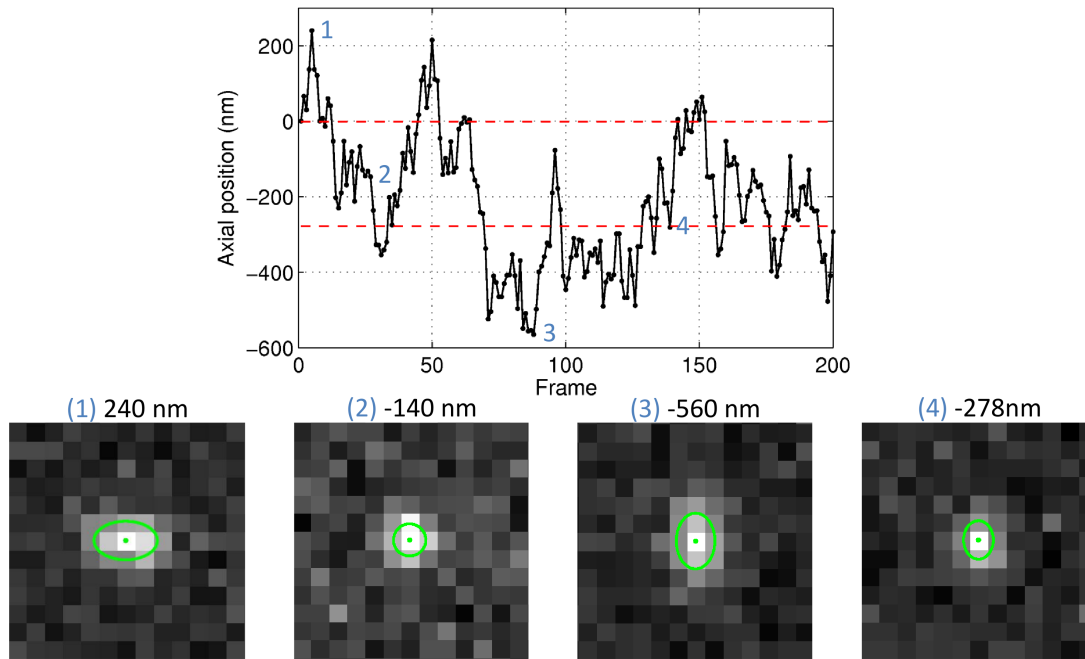 1
2
3
4
Axial position (nm)
200
0
−200
−400
−600
0 50 100 150 200
Frame
(1) 240 nm
(2) -140 nm
(3) -560 nm
(4) -278nm